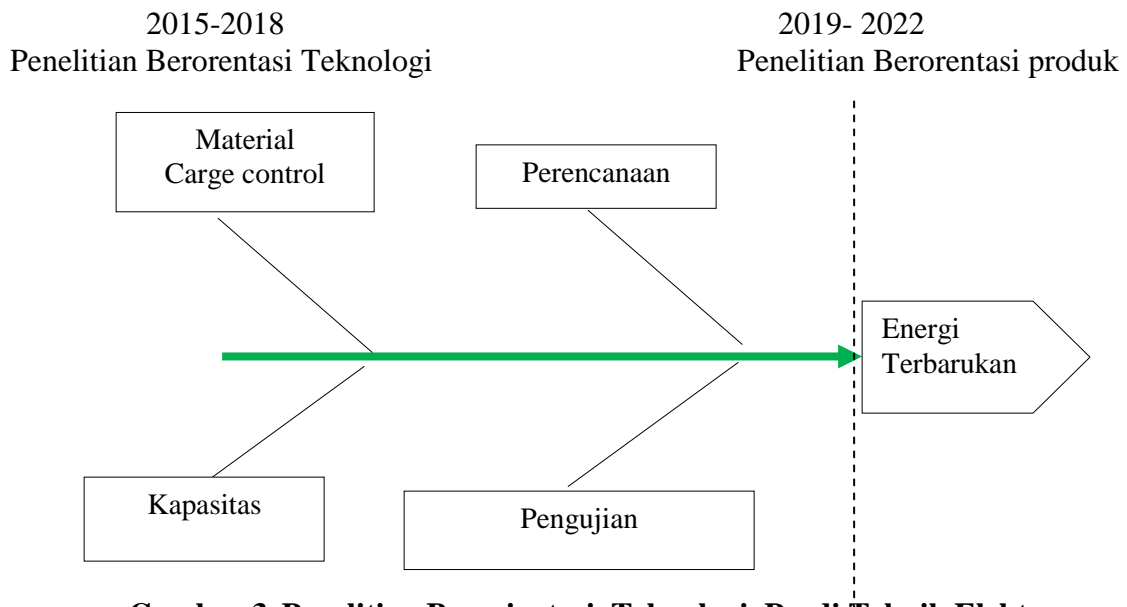 2015-2018
Penelitian Berorentasi Teknologi
2019- 2022
Penelitian Berorentasi produk
Material
Carge control
Perencanaan
Energi
Terbarukan
Kapasitas
Pengujian